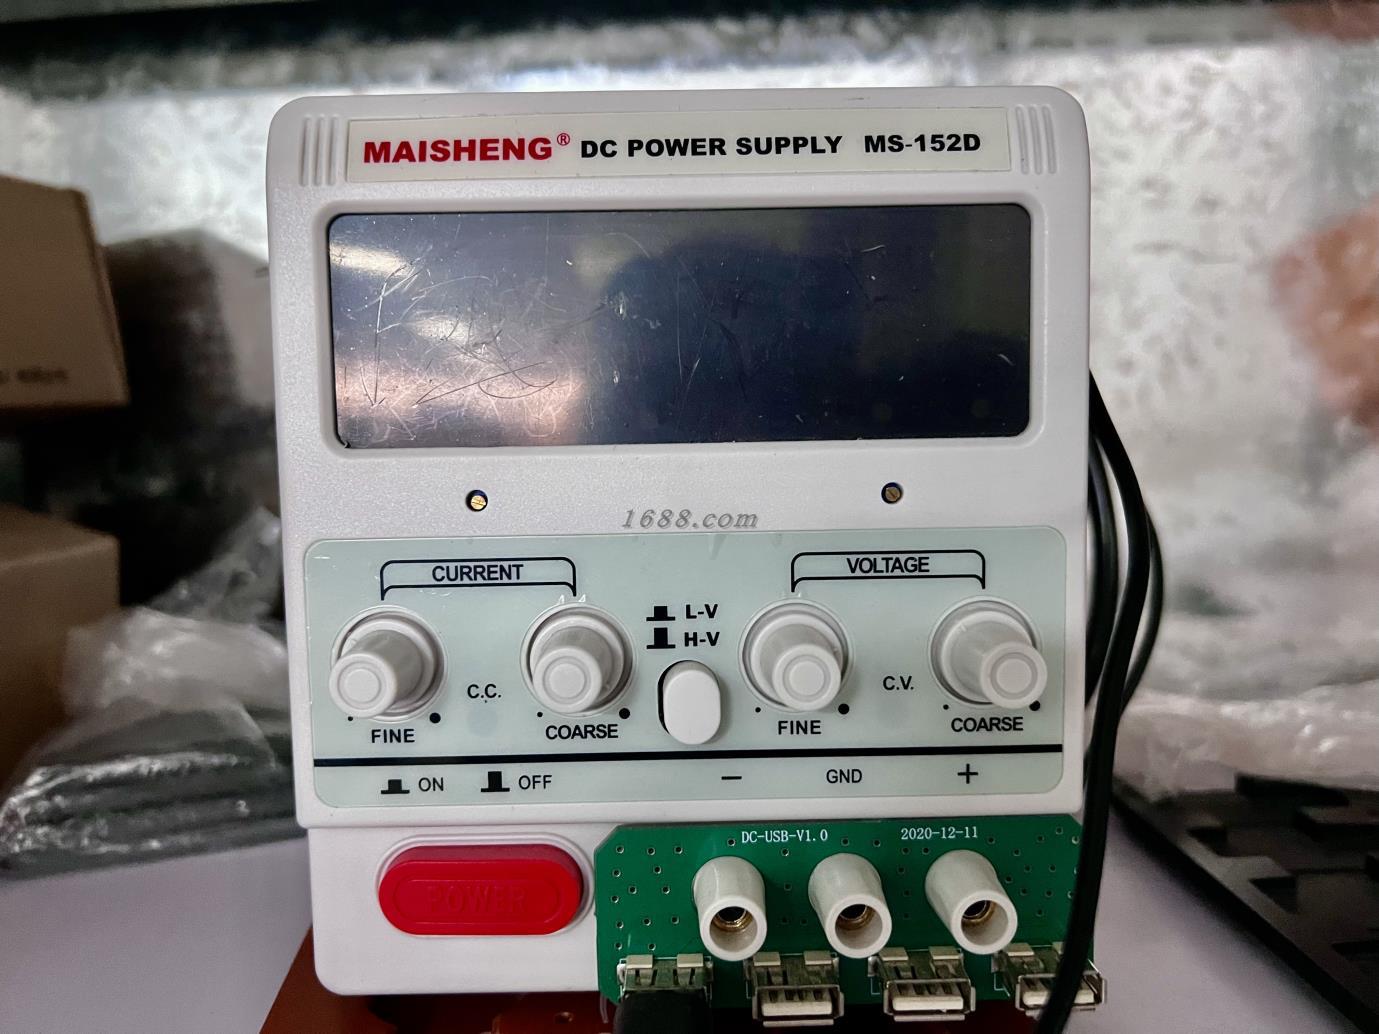 MAISHENG® DC POWER SUPPLY MS-152D
1688.com
CURRENT
VOLTAGE
L-V
H-V
C.C.
C.V.
FINE
COARSE
FINE
COARSE
ON
OFF
−
GND
+
POWER
DC-USB-V1.0
2020-12-11